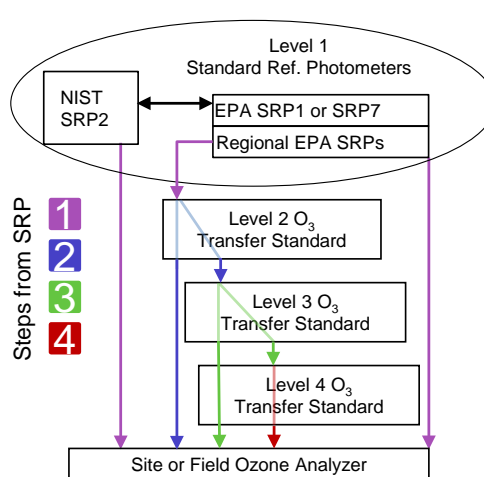 Level 1
Standard Ref. Photometers
NIST
SRP2
EPA SRP1 or SRP7
Regional EPA SRPs
Steps from SRP
1
2
3
4
Level 2 O₃
Transfer Standard
Level 3 O₃
Transfer Standard
Level 4 O₃
Transfer Standard
Site or Field Ozone Analyzer